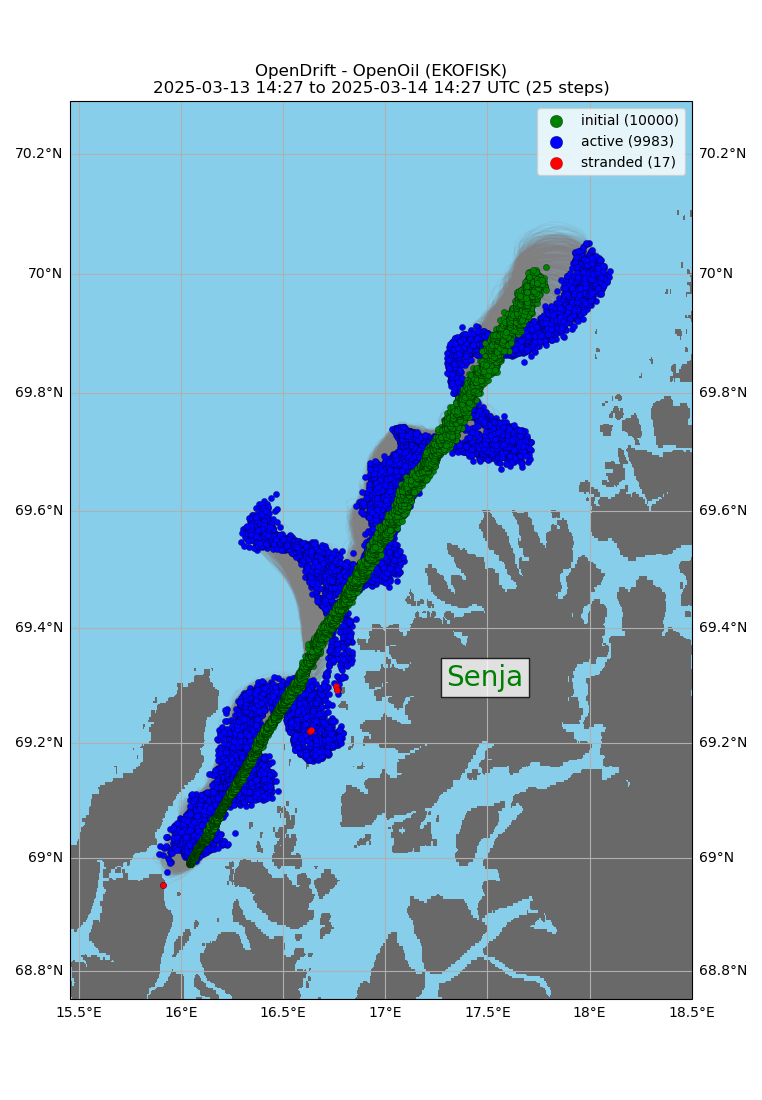 OpenDrift - OpenOil (EKOFISK)
2025-03-13 14:27 to 2025-03-14 14:27 UTC (25 steps)
initial (10000)
active (9983)
stranded (17)
70.2°N 70.2°N
70°N 70°N
69.8°N 69.8°N
69.6°N 69.6°N
69.4°N 69.4°N
Senja
69.2°N 69.2°N
69°N 69°N
68.8°N 68.8°N
15.5°E 16°E 16.5°E 17°E 17.5°E 18°E 18.5°E